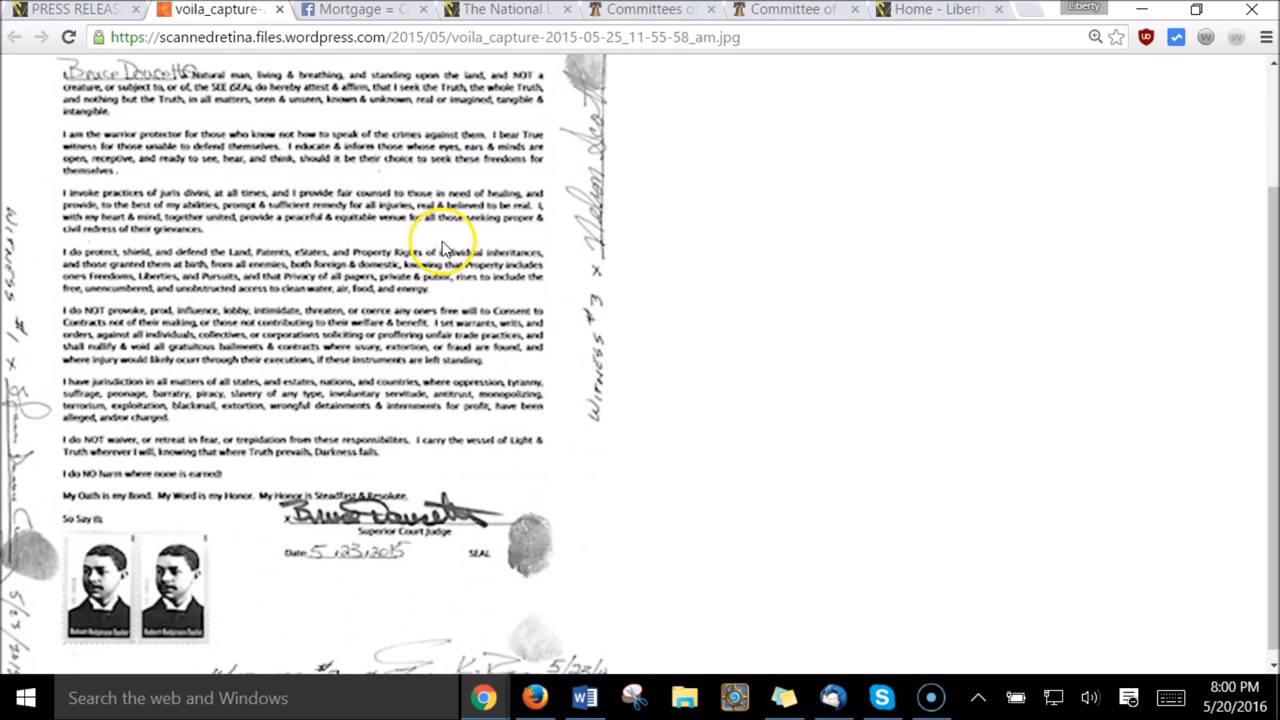 PRESS RELEAS
voila_capture-
Mortgage = C
The National L
Committees of
Committee of
Home - Liberty
Liberty
https://scannedretina.files.wordpress.com/2015/05/voila_capture-2015-05-25_11-55-58_am.jpg
Bruce Doucette Natural man, living & breathing, and standing upon the land, and NOT a
creature, or subject to, or of, the SEE (SEA), do hereby attest & affirm, that I seek the Truth, the whole Truth,
and nothing but the Truth, in all matters, seen & unseen, known & unknown, real or imagined, tangible &
intangible.
I am the warrior protector for those who know not how to speak of the crimes against them. I bear True
witness for those unable to defend themselves. I educate & inform those whose eyes, ears & minds are
open, receptive, and ready to see, hear, and think, should it be their choice to seek these freedoms for
themselves.
I invoke practices of juris divini, at all times, and I provide fair counsel to those in need of healing, and
provide, to the best of my abilities, prompt & sufficient remedy for all injuries, real & believed to be real. I,
with my heart & mind, together united, provide a peaceful & equitable venue for all those seeking proper &
civil redress of their grievances.
I do protect, shield, and defend the Land, Patents, eStates, and Property Rights of individual inheritances,
and those granted them at birth, from all enemies, both foreign & domestic, knowing that Property includes
ones Freedoms, Liberties, and Pursuits, and that Privacy of all papers, private & public, rises to include the
free, unencumbered, and unobstructed access to clean water, air, food, and energy.
I do NOT provoke, prod, influence, lobby, intimidate, threaten, or coerce any ones free will to Consent to
Contracts not of their making, or those not contributing to their welfare & benefit. I set warrants, writs, and
orders, against all individuals, collectives, or corporations soliciting or proffering unfair trade practices, and
shall nullify & void all gratuitous bailments & contracts where usury, extortion, or fraud are found, and
where injury would likely ocurr through their executions, if these instruments are left standing.
I have jurisdiction in all matters of all states, and estates, nations, and countries, where oppression, tyranny,
suffrage, peonage, barratry, piracy, slavery of any type, involuntary servitude, antitrust, monopolizing,
terrorism, exploitation, blackmail, extortion, wrongful detainments & internments for profit, have been
alleged, and/or charged.
I do NOT waiver, or retreat in fear, or trepidation from these responsibilites. I carry the vessel of Light &
Truth wherever I will, knowing that where Truth prevails, Darkness fails.
I do NO harm where none is earned!
My Oath is my Bond. My Word is my Honor. My Honor is Steadfast & Resolute.
So Say I:
x Bruce Doucette
Superior Court Judge
Date: 5,23,2015 SEAL
WITNESS #1 x
5/23/20
WITNESS #3 x
5/23/1
Search the web and Windows
8:00 PM
5/20/2016